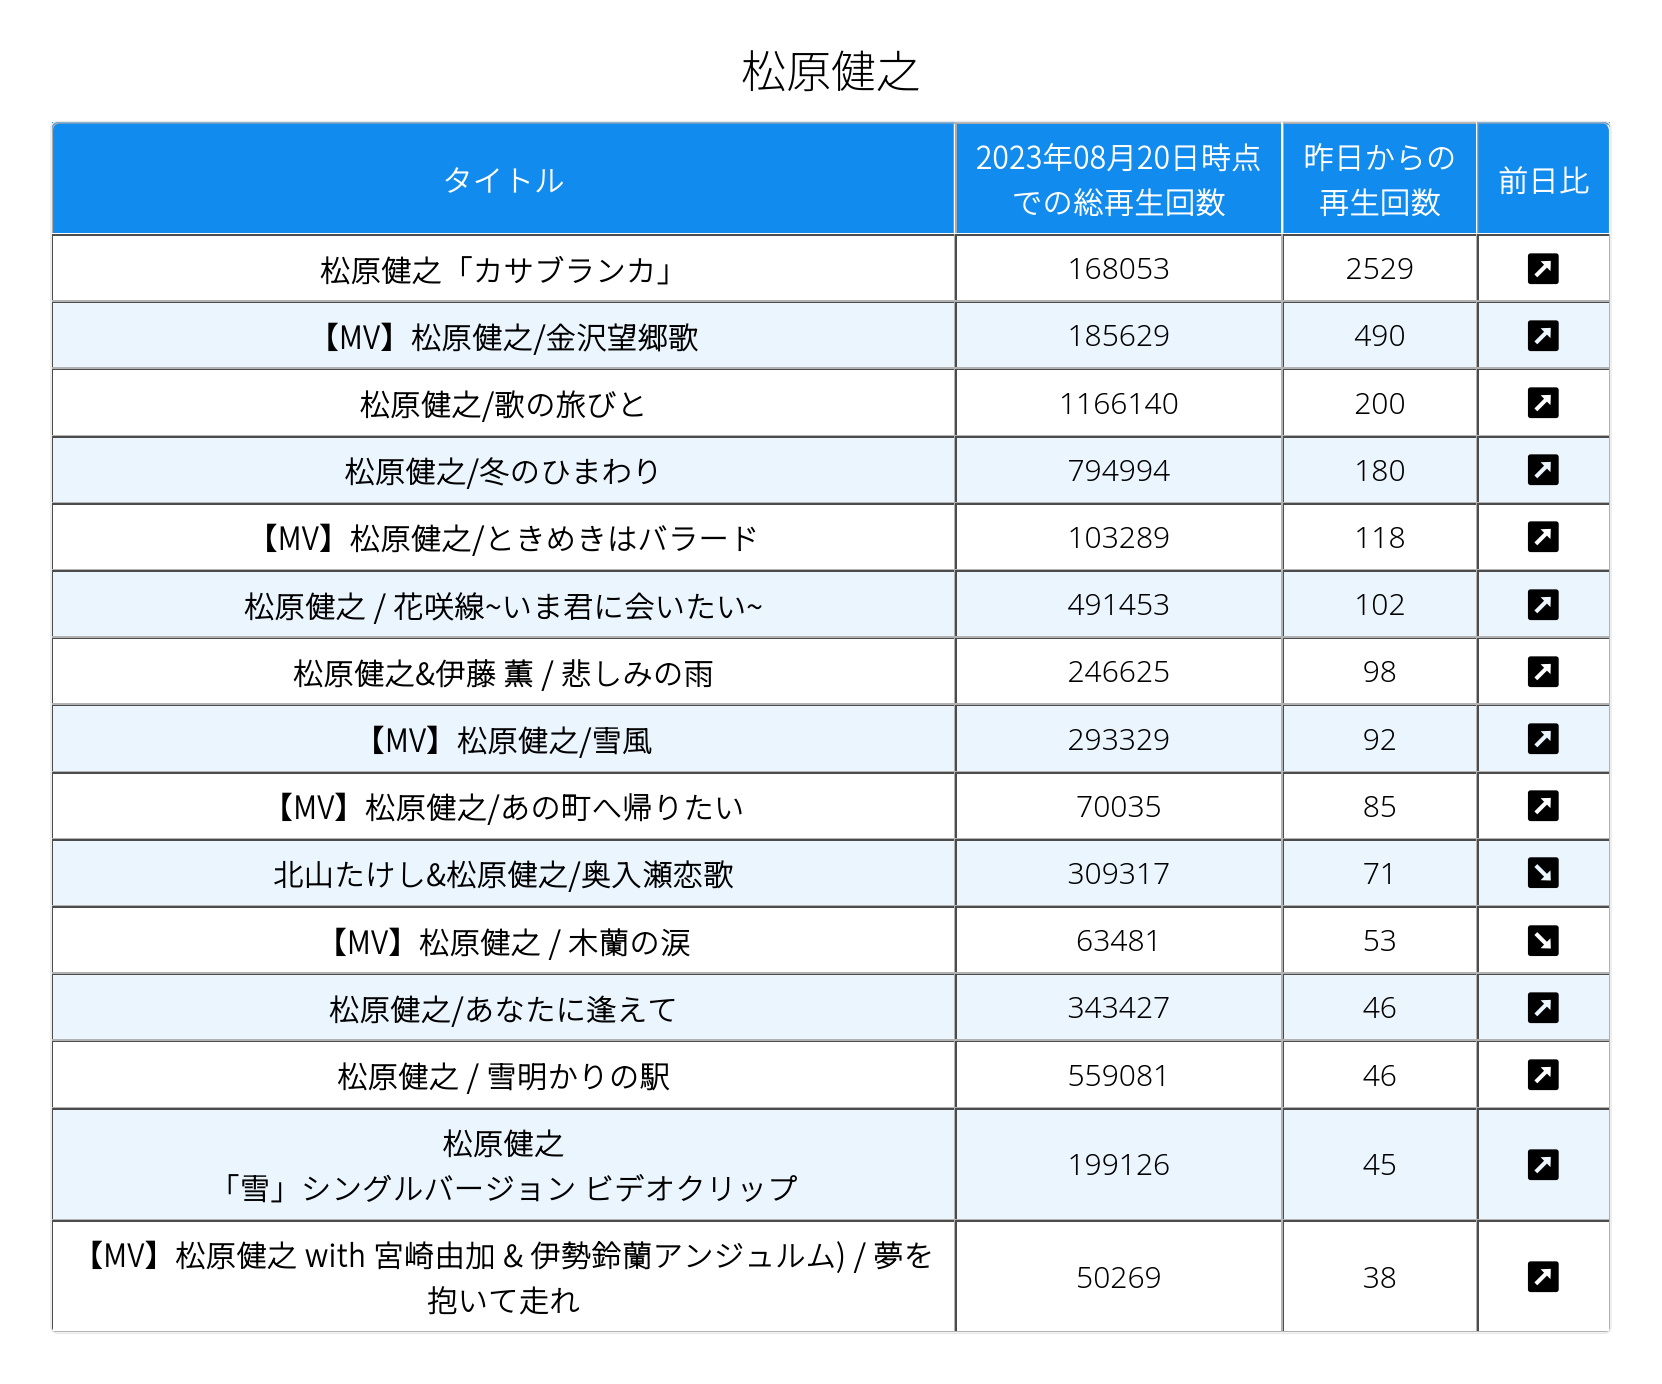 松原健之
タイトル
2023年08月20日時点
での総再生回数
昨日からの
再生回数
前日比
松原健之「カサブランカ」 168053 2529
【MV】松原健之/金沢望郷歌 185629 490
松原健之/歌の旅びと 1166140 200
松原健之/冬のひまわり 794994 180
【MV】松原健之/ときめきはバラード 103289 118
松原健之 / 花咲線~いま君に会いたい~ 491453 102
松原健之&伊藤 薫 / 悲しみの雨 246625 98
【MV】松原健之/雪風 293329 92
【MV】松原健之/あの町へ帰りたい 70035 85
北山たけし&松原健之/奥入瀬恋歌 309317 71
【MV】松原健之 / 木蘭の涙 63481 53
松原健之/あなたに逢えて 343427 46
松原健之 / 雪明かりの駅 559081 46
松原健之
「雪」シングルバージョン ビデオクリップ 199126 45
【MV】松原健之 with 宮崎由加 & 伊勢鈴蘭アンジュルム) / 夢を
抱いて走れ 50269 38